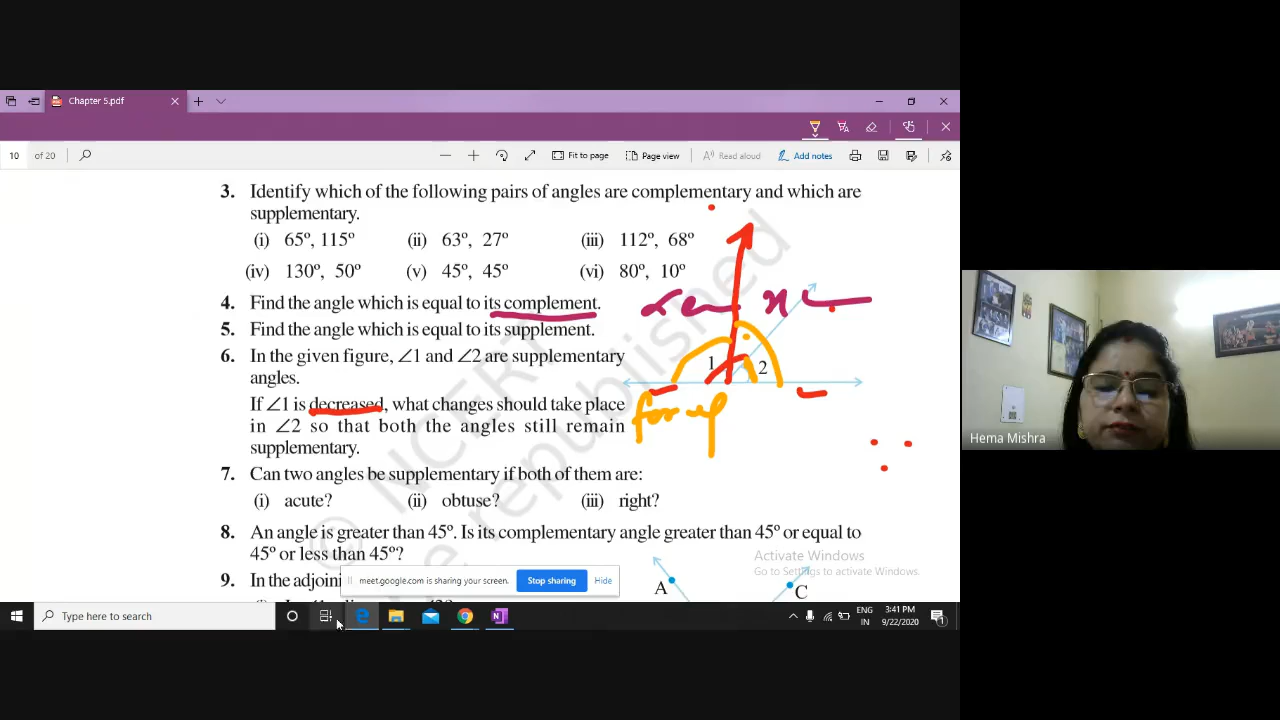 Chapter 5.pdf
10 of 20
Fit to page
Page view
Read aloud
Add notes
3. Identify which of the following pairs of angles are complementary and which are
supplementary.
(i) 65º, 115º (ii) 63º, 27º (iii) 112º, 68º
(iv) 130º, 50º (v) 45º, 45º (vi) 80º, 10º
4. Find the angle which is equal to its complement.
5. Find the angle which is equal to its supplement.
6. In the given figure, ∠1 and ∠2 are supplementary
angles.
If ∠1 is decreased, what changes should take place
in ∠2 so that both the angles still remain
supplementary.
1 2
7. Can two angles be supplementary if both of them are:
(i) acute? (ii) obtuse? (iii) right?
8. An angle is greater than 45º. Is its complementary angle greater than 45º or equal to
45º or less than 45º?
9. In the adjoini
A C
© NCERT
be republished
Activate Windows
Go to Settings to activate Windows.
meet.google.com is sharing your screen.
Stop sharing
Hide
Type here to search
ENG
IN
3:41 PM
9/22/2020
1
Hema Mishra